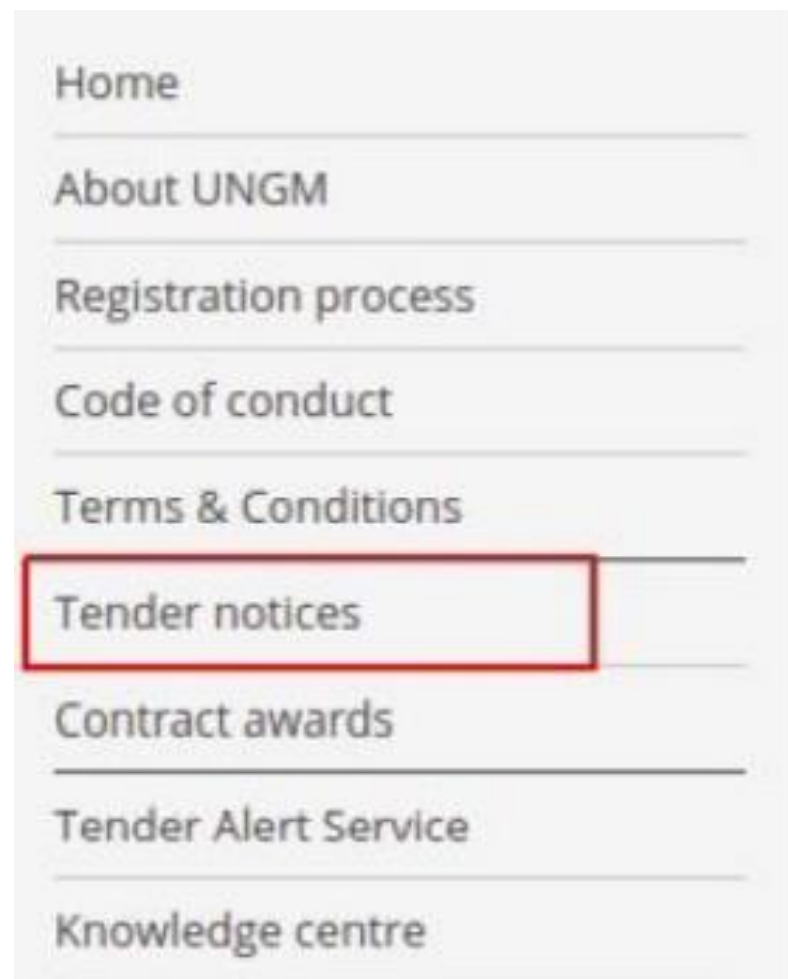 Home
About UNGM
Registration process
Code of conduct
Terms & Conditions
Tender notices
Contract awards
Tender Alert Service
Knowledge centre